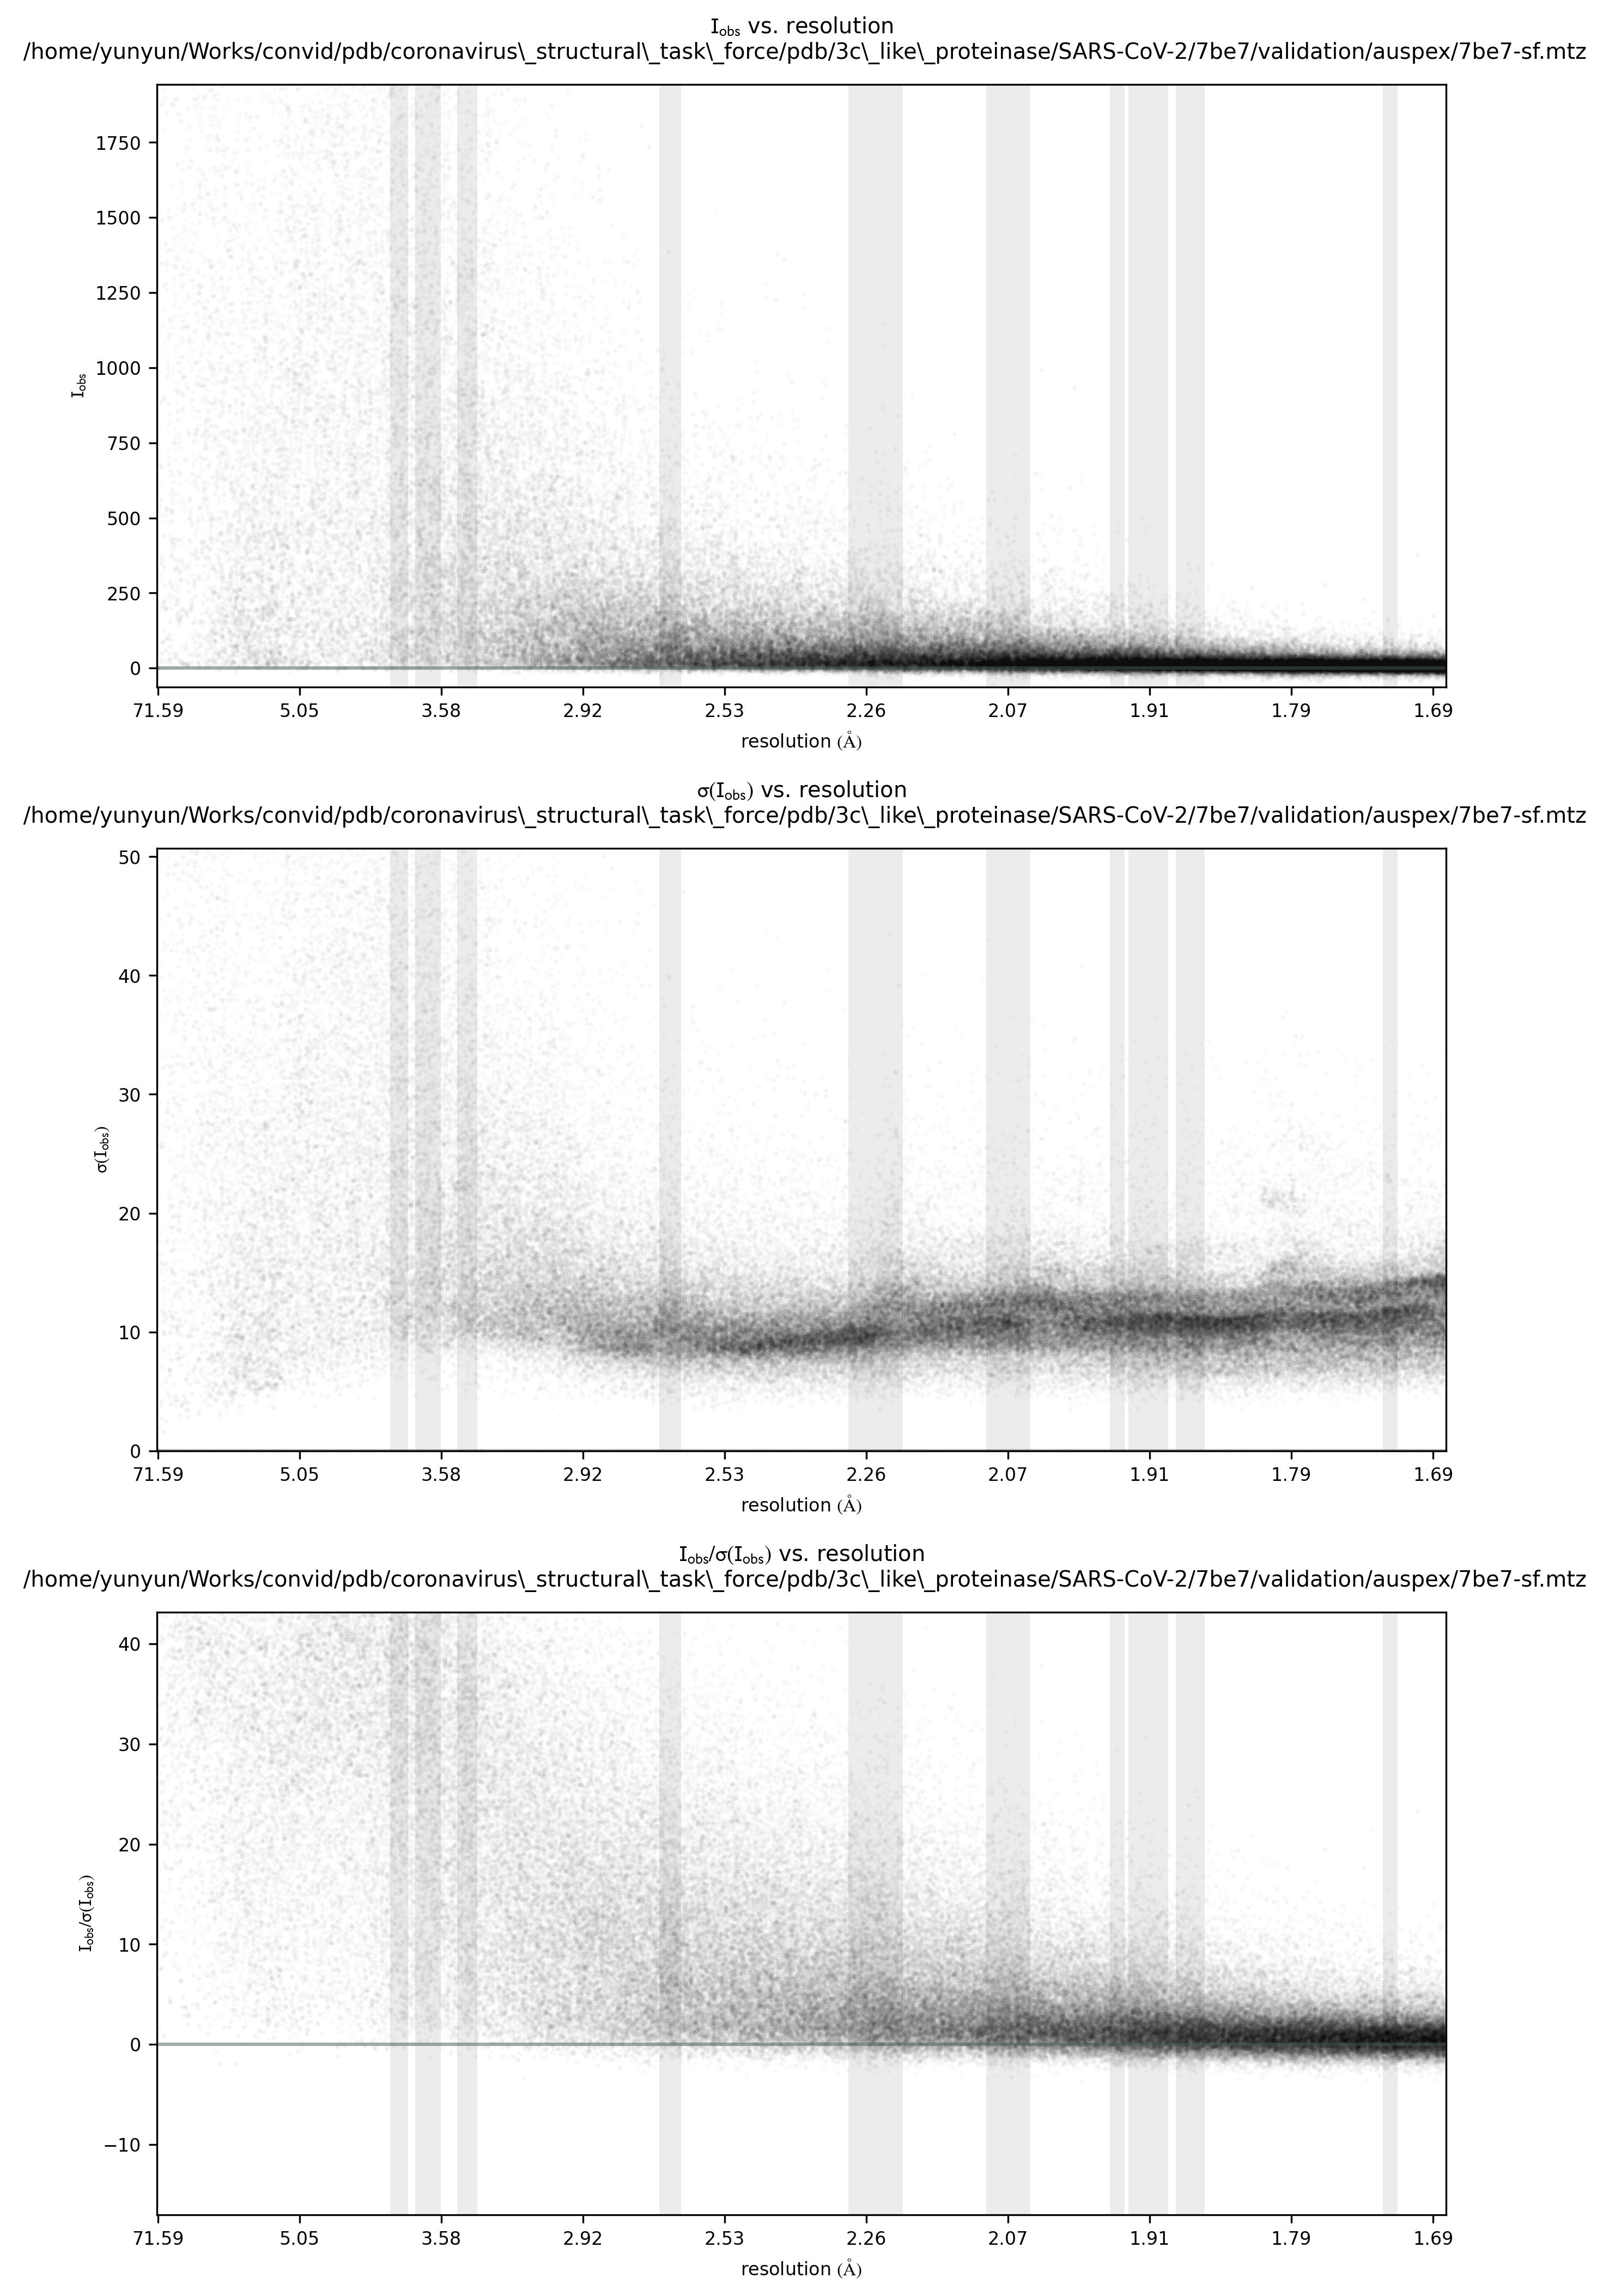 Iobs vs. resolution
/home/yunyun/Works/convid/pdb/coronavirus\_structural\_task\_force/pdb/3c\_like\_proteinase/SARS-CoV-2/7be7/validation/auspex/7be7-sf.mtz
1750
1500
1250
1000
750
500
250
0
Iobs
71.59 5.05 3.58 2.92 2.53 2.26 2.07 1.91 1.79 1.69
resolution (Å)
σ(Iobs) vs. resolution
/home/yunyun/Works/convid/pdb/coronavirus\_structural\_task\_force/pdb/3c\_like\_proteinase/SARS-CoV-2/7be7/validation/auspex/7be7-sf.mtz
50
40
30
20
10
0
σ(Iobs)
71.59 5.05 3.58 2.92 2.53 2.26 2.07 1.91 1.79 1.69
resolution (Å)
Iobs/σ(Iobs) vs. resolution
/home/yunyun/Works/convid/pdb/coronavirus\_structural\_task\_force/pdb/3c\_like\_proteinase/SARS-CoV-2/7be7/validation/auspex/7be7-sf.mtz
40
30
20
10
0
−10
Iobs/σ(Iobs)
71.59 5.05 3.58 2.92 2.53 2.26 2.07 1.91 1.79 1.69
resolution (Å)